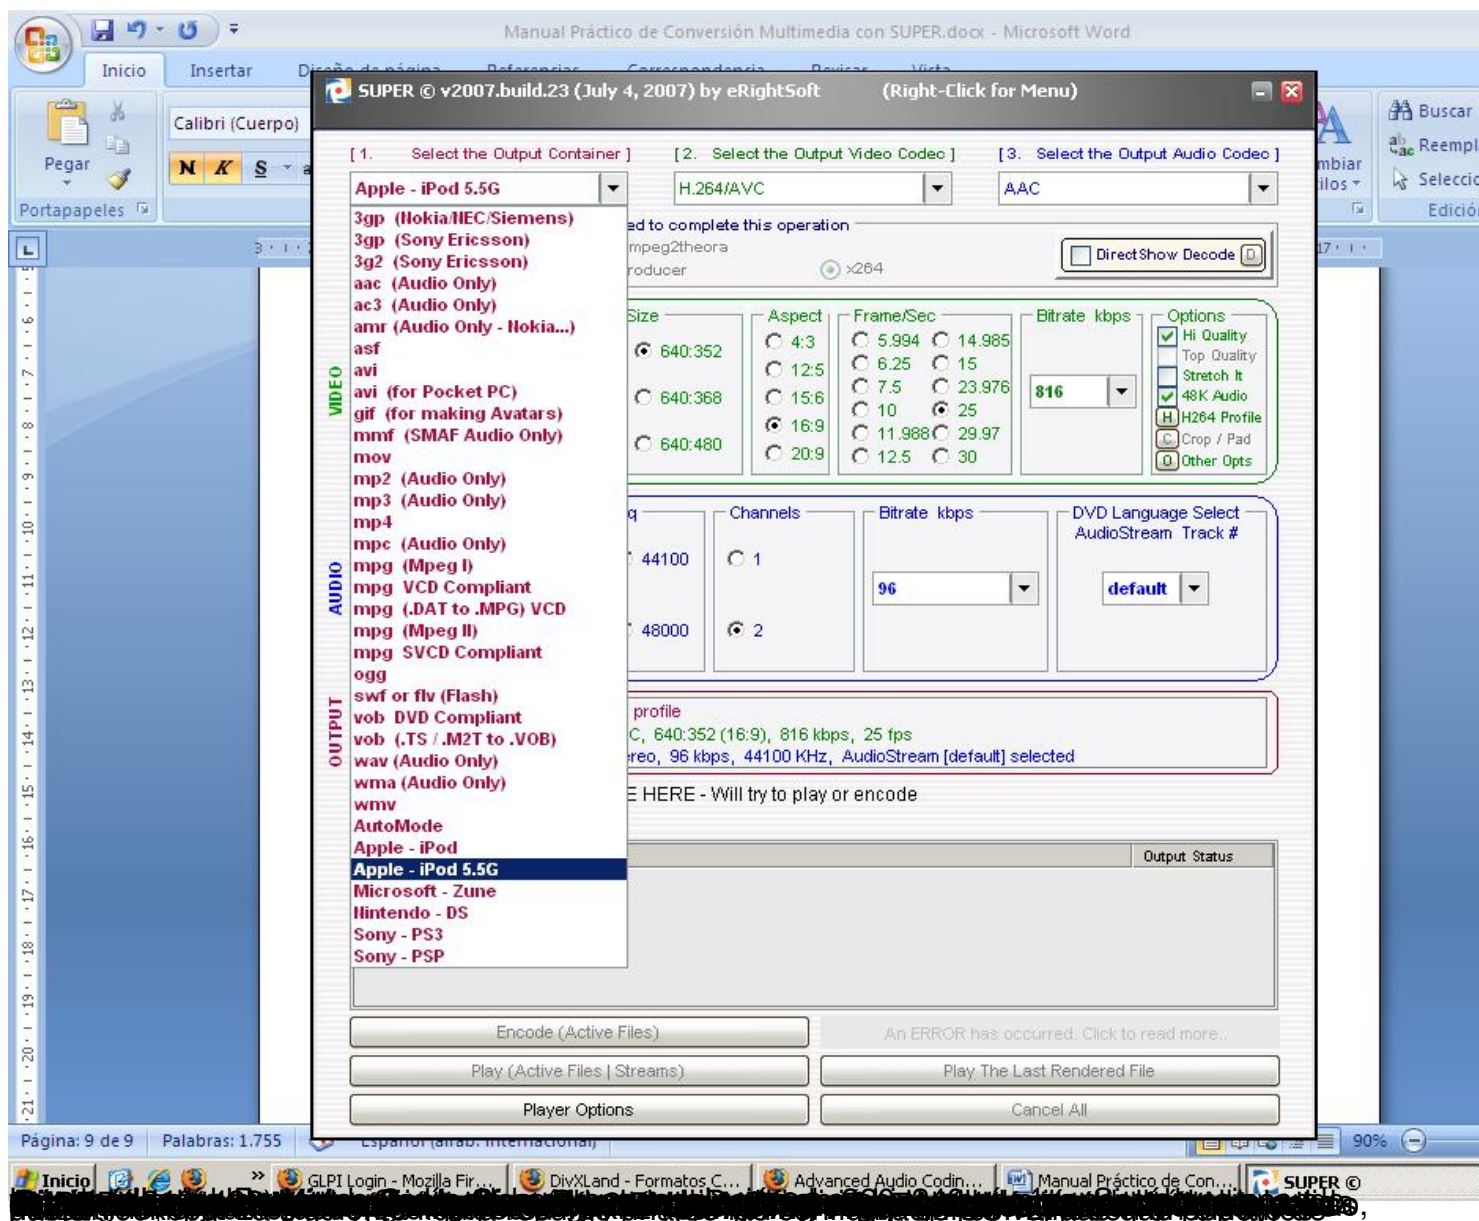 Manual Práctico de Conversión Multimedia con SUPER.docx - Microsoft Word
Inicio Insertar Diseño de página Referencias Correspondencia Revisar Vista
Calibri (Cuerpo)
Pegar
N K S
Portapapeles
Buscar
Reempl
Seleccio
Edición
SUPER © v2007.build.23 (July 4, 2007) by eRightSoft (Right-Click for Menu)
[ 1. Select the Output Container ] [ 2. Select the Output Video Codec ] [ 3. Select the Output Audio Codec ]
Apple - iPod 5.5G H.264/AVC AAC
3gp (Nokia/NEC/Siemens)
3gp (Sony Ericsson)
3g2 (Sony Ericsson)
aac (Audio Only)
ac3 (Audio Only)
amr (Audio Only - Nokia...)
asf
avi
avi (for Pocket PC)
gif (for making Avatars)
mmf (SMAF Audio Only)
mov
mp2 (Audio Only)
mp3 (Audio Only)
mp4
mpc (Audio Only)
mpg (Mpeg I)
mpg VCD Compliant
mpg (.DAT to .MPG) VCD
mpg (Mpeg II)
mpg SVCD Compliant
ogg
swf or flv (Flash)
vob DVD Compliant
vob (.TS / .M2T to .VOB)
wav (Audio Only)
wma (Audio Only)
wmv
AutoMode
Apple - iPod
Apple - iPod 5.5G
Microsoft - Zune
Nintendo - DS
Sony - PS3
Sony - PSP
ed to complete this operation
mpeg2theora
roducer x264
DirectShow Decode D
VIDEO
Size
640:352
640:368
640:480
Aspect
4:3
12:5
15:6
16:9
20:9
Frame/Sec
5.994 14.985
6.25 15
7.5 23.976
10 25
11.988 29.97
12.5 30
Bitrate kbps
816
Options
Hi Quality
Top Quality
Stretch It
48K Audio
H H264 Profile
C Crop / Pad
O Other Opts
AUDIO
q
44100
48000
Channels
1
2
Bitrate kbps
96
DVD Language Select
AudioStream Track #
default
OUTPUT
profile
C, 640:352 (16:9), 816 kbps, 25 fps
reo, 96 kbps, 44100 KHz, AudioStream [default] selected
E HERE - Will try to play or encode
Output Status
Encode (Active Files) An ERROR has occurred. Click to read more..
Play (Active Files | Streams) Play The Last Rendered File
Player Options Cancel All
Página: 9 de 9 Palabras: 1.755 Español (alfab. internacional) 90%
Inicio » GLPI Login - Mozilla Fir... DivXLand - Formatos C... Advanced Audio Codin... Manual Práctico de Con... SUPER ©